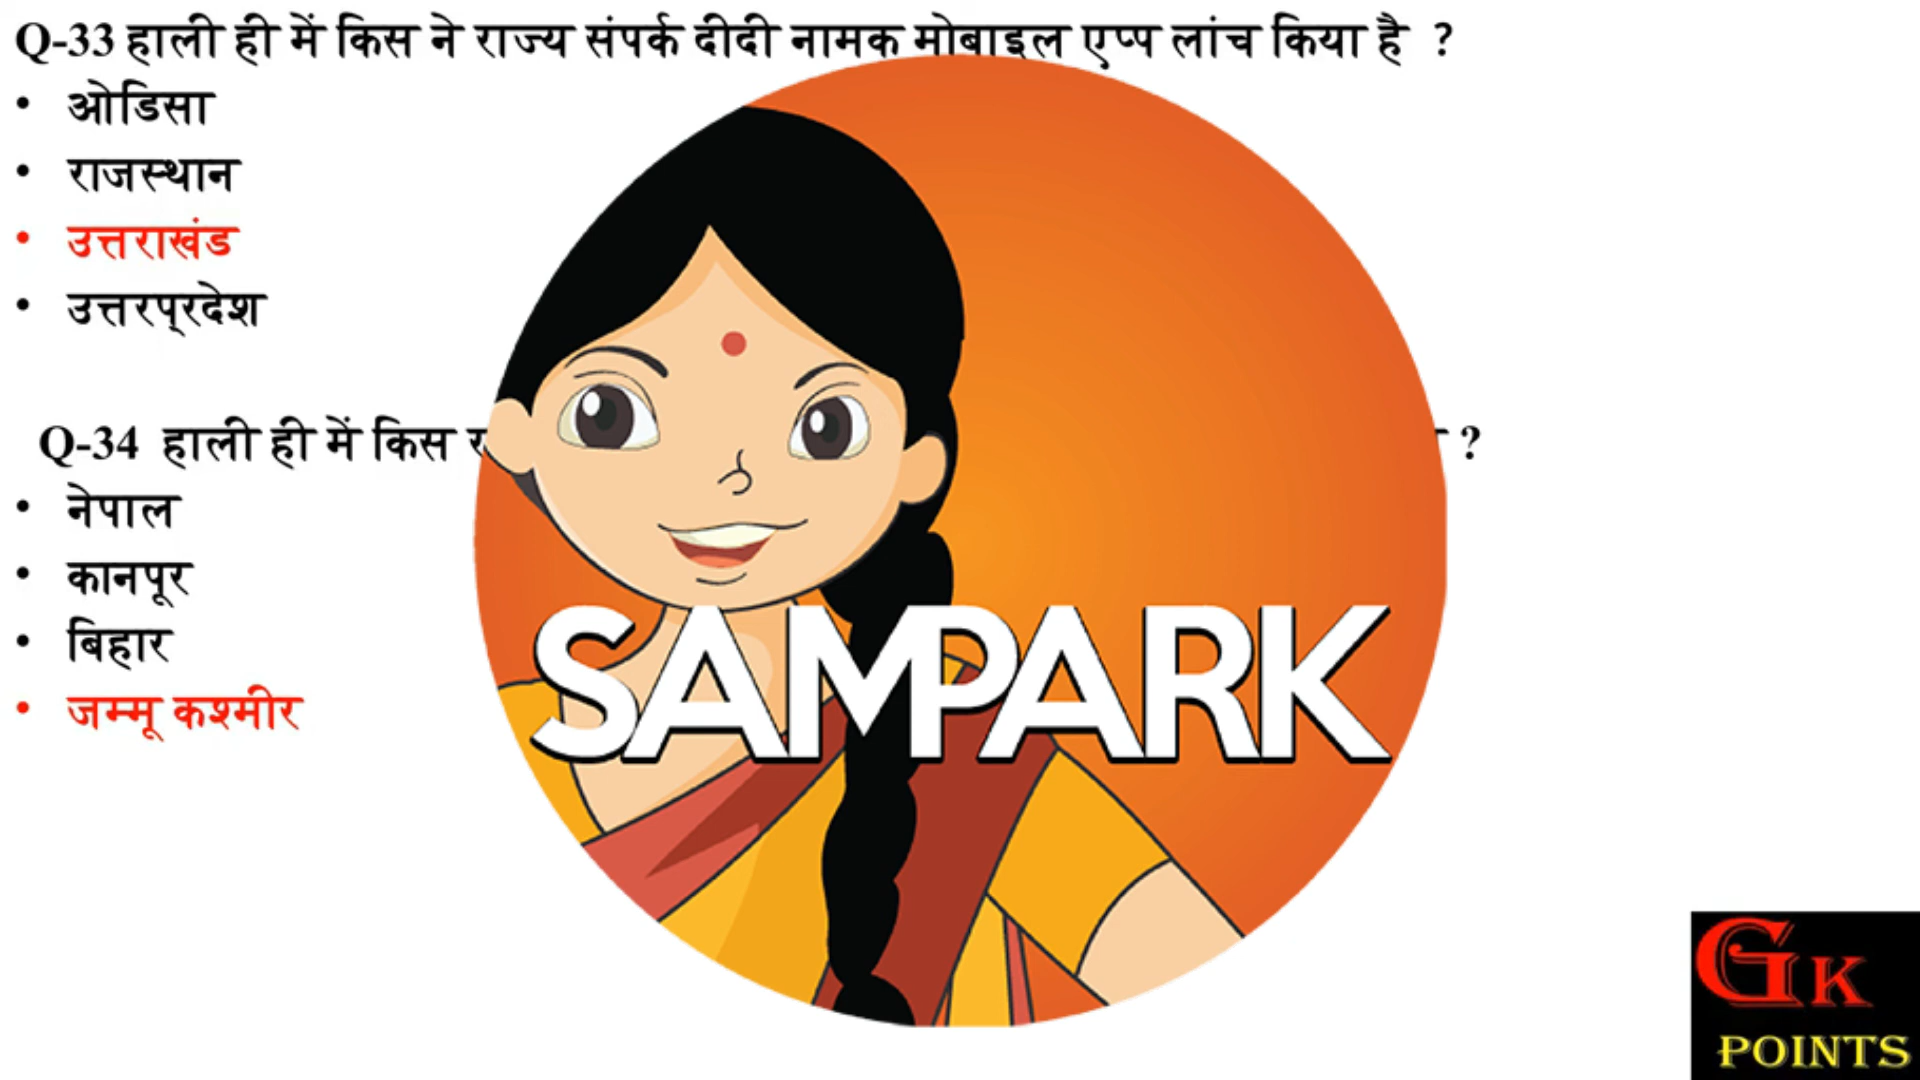 Q-33 हाली ही में किस ने राज्य संपर्क दीदी नामक मोबाइल एप्प लांच किया है ?
• ओडिसा
• राजस्थान
• उत्तराखंड
• उत्तरप्रदेश
Q-34 हाली ही में किस ?
• नेपाल
• कानपूर
• बिहार
• जम्मू कश्मीर
SAMPARK
GK
POINTS